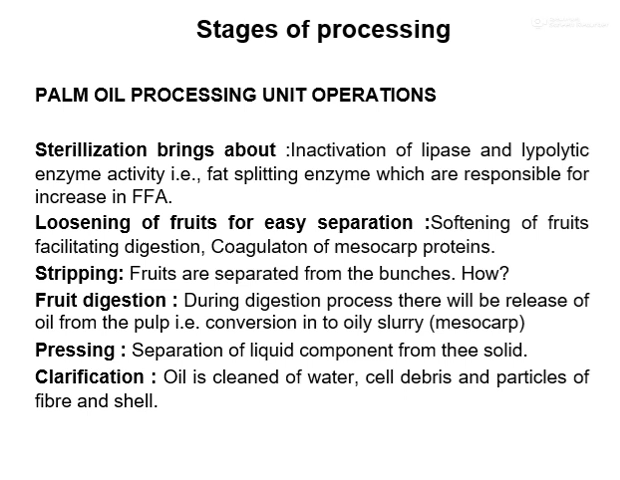 Stages of processing
PALM OIL PROCESSING UNIT OPERATIONS
Sterillization brings about :Inactivation of lipase and lypolytic
enzyme activity i.e., fat splitting enzyme which are responsible for
increase in FFA.
Loosening of fruits for easy separation :Softening of fruits
facilitating digestion, Coagulaton of mesocarp proteins.
Stripping: Fruits are separated from the bunches. How?
Fruit digestion : During digestion process there will be release of
oil from the pulp i.e. conversion in to oily slurry (mesocarp)
Pressing : Separation of liquid component from thee solid.
Clarification : Oil is cleaned of water, cell debris and particles of
fibre and shell.